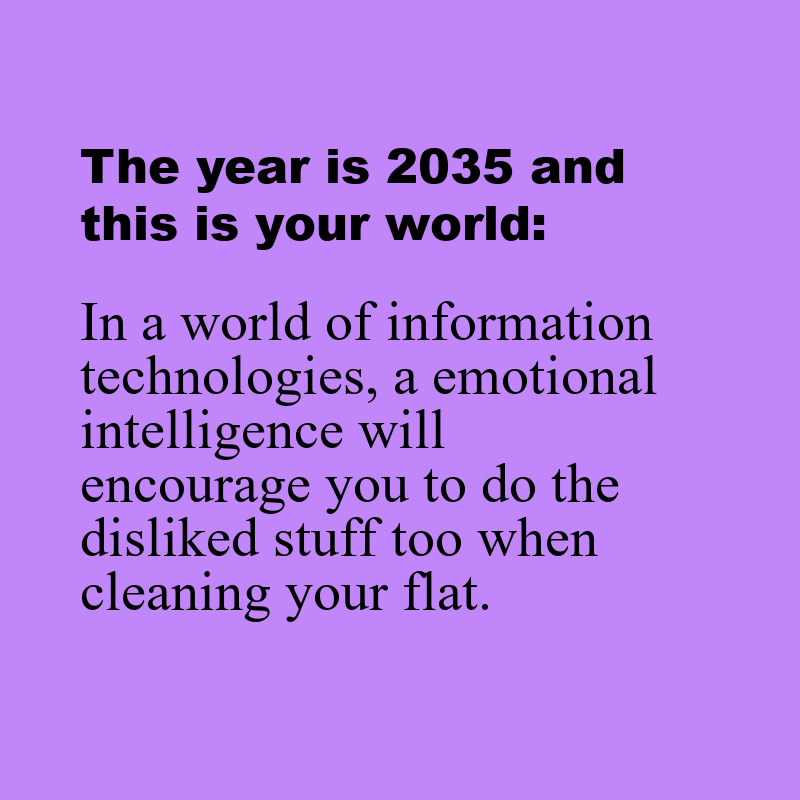 The year is 2035 and
this is your world:
In a world of information
technologies, a emotional
intelligence will
encourage you to do the
disliked stuff too when
cleaning your flat.